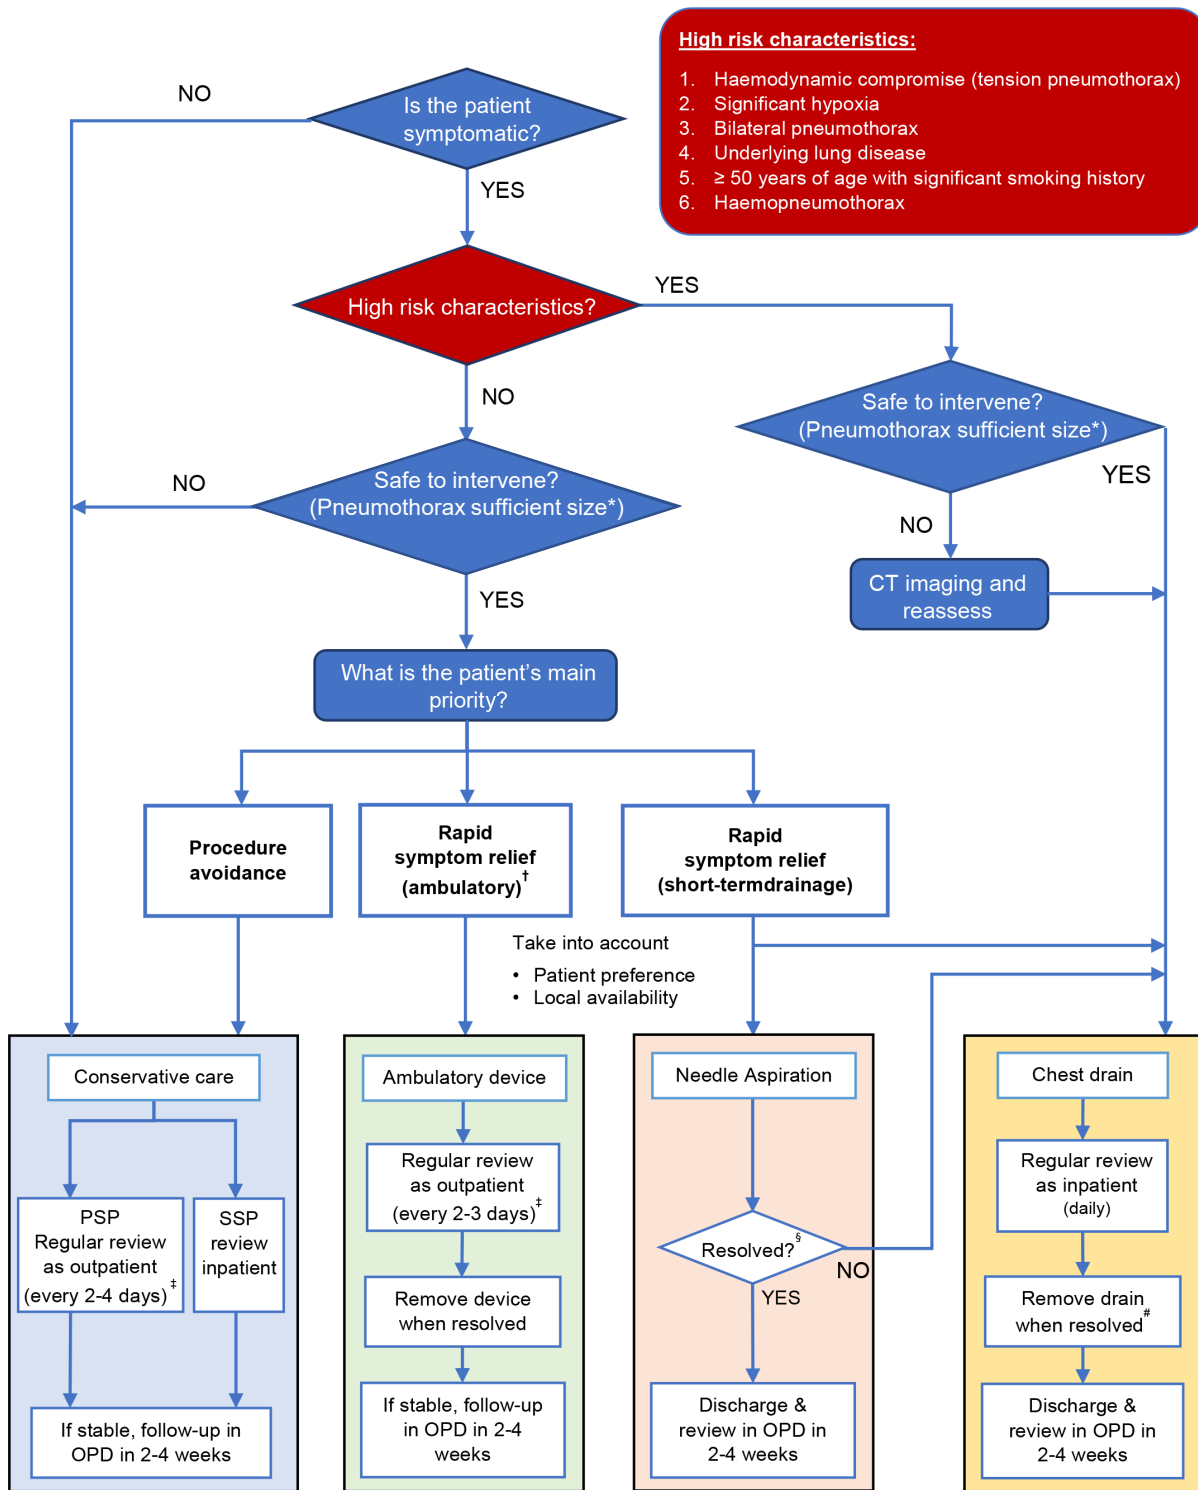 High risk characteristics:
1. Haemodynamic compromise (tension pneumothorax)
2. Significant hypoxia
3. Bilateral pneumothorax
4. Underlying lung disease
5. ≥ 50 years of age with significant smoking history
6. Haemopneumothorax
NO
Is the patient
symptomatic?
YES
High risk characteristics?
YES
NO
Safe to intervene?
(Pneumothorax sufficient size*)
YES
NO
Safe to intervene?
(Pneumothorax sufficient size*)
NO
YES
CT imaging and
reassess
What is the patient’s main
priority?
Procedure
avoidance
Rapid
symptom relief
(ambulatory)†
Rapid
symptom relief
(short-termdrainage)
Take into account
• Patient preference
• Local availability
Conservative care
PSP
Regular review
as outpatient
(every 2-4 days)‡
SSP
review
inpatient
If stable, follow-up in
OPD in 2-4 weeks
Ambulatory device
Regular review
as outpatient
(every 2-3 days)‡
Remove device
when resolved
If stable, follow-up
in OPD in 2-4
weeks
Needle Aspiration
Resolved?§
NO
YES
Discharge &
review in OPD in
2-4 weeks
Chest drain
Regular review
as inpatient
(daily)
Remove drain
when resolved#
Discharge &
review in OPD in
2-4 weeks